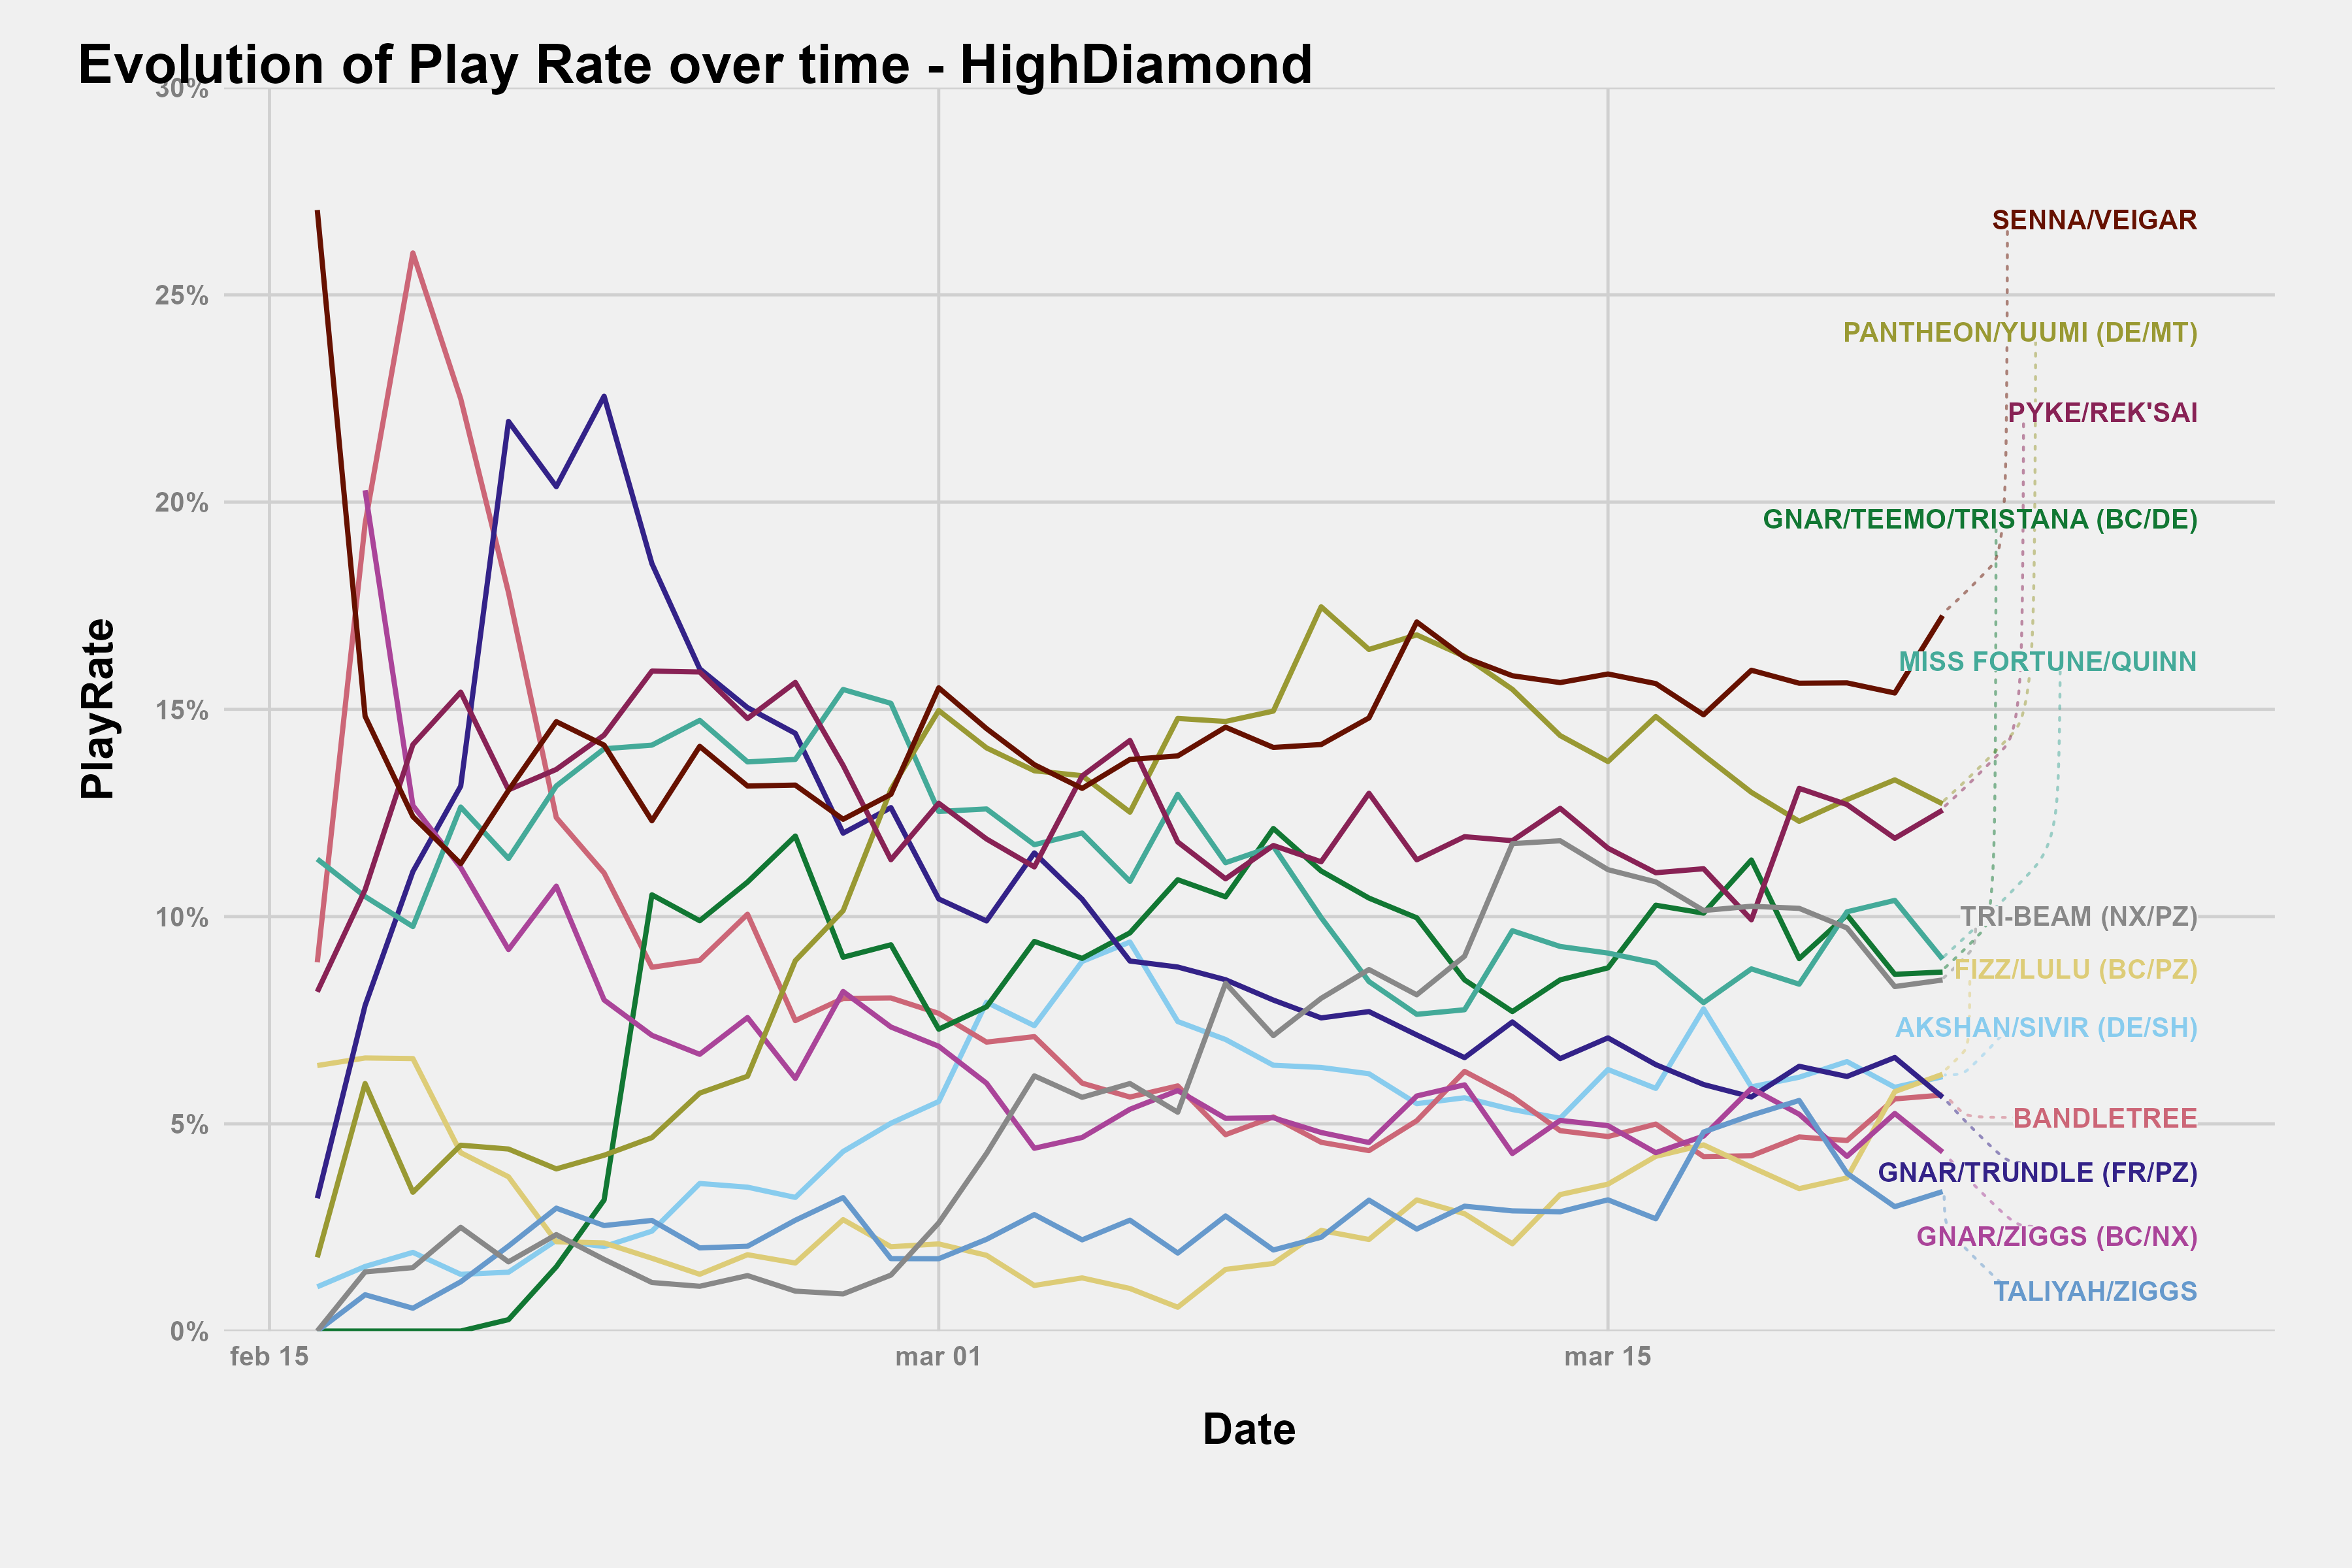 Evolution of Play Rate over time - HighDiamond
30%
25%
20%
15%
10%
5%
0%
PlayRate
SENNA/VEIGAR
PANTHEON/YUUMI (DE/MT)
PYKE/REK'SAI
GNAR/TEEMO/TRISTANA (BC/DE)
MISS FORTUNE/QUINN
TRI-BEAM (NX/PZ)
FIZZ/LULU (BC/PZ)
AKSHAN/SIVIR (DE/SH)
BANDLETREE
GNAR/TRUNDLE (FR/PZ)
GNAR/ZIGGS (BC/NX)
TALIYAH/ZIGGS
feb 15
mar 01
mar 15
Date